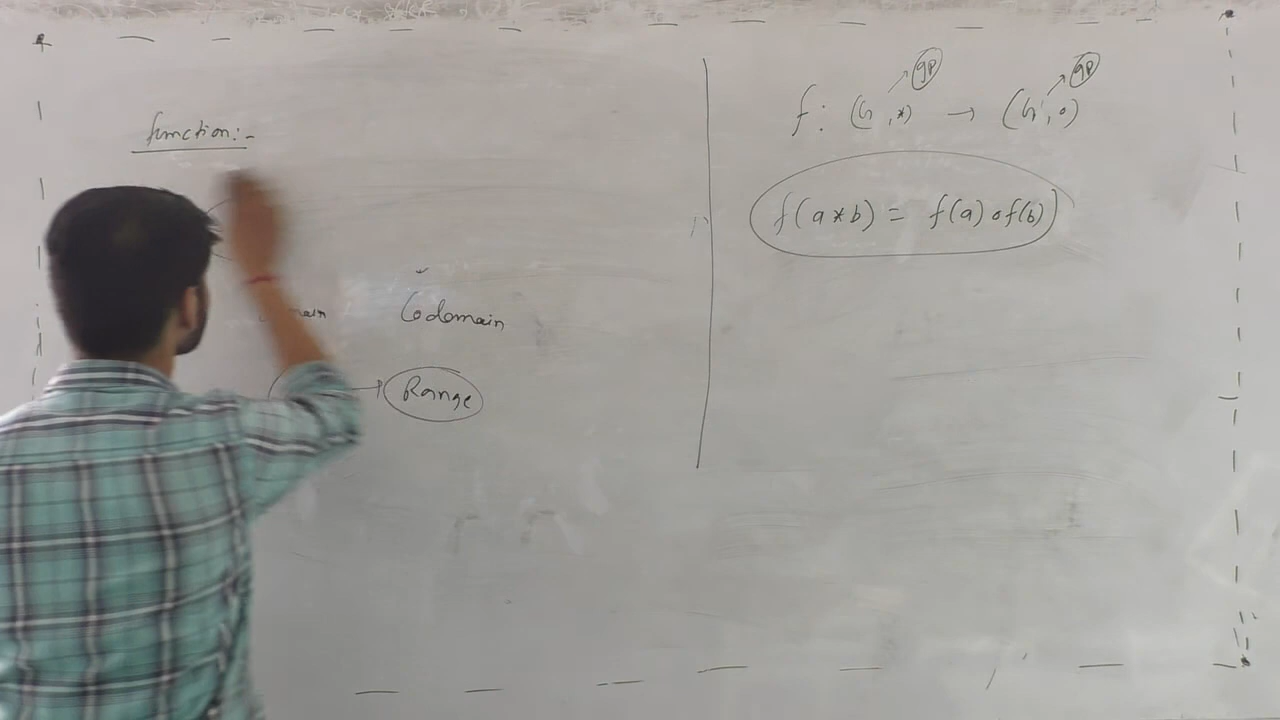 function:-
Codomain
Range
gp gp
f: (G, *) → (G', o)
f(a * b) = f(a) o f(b)